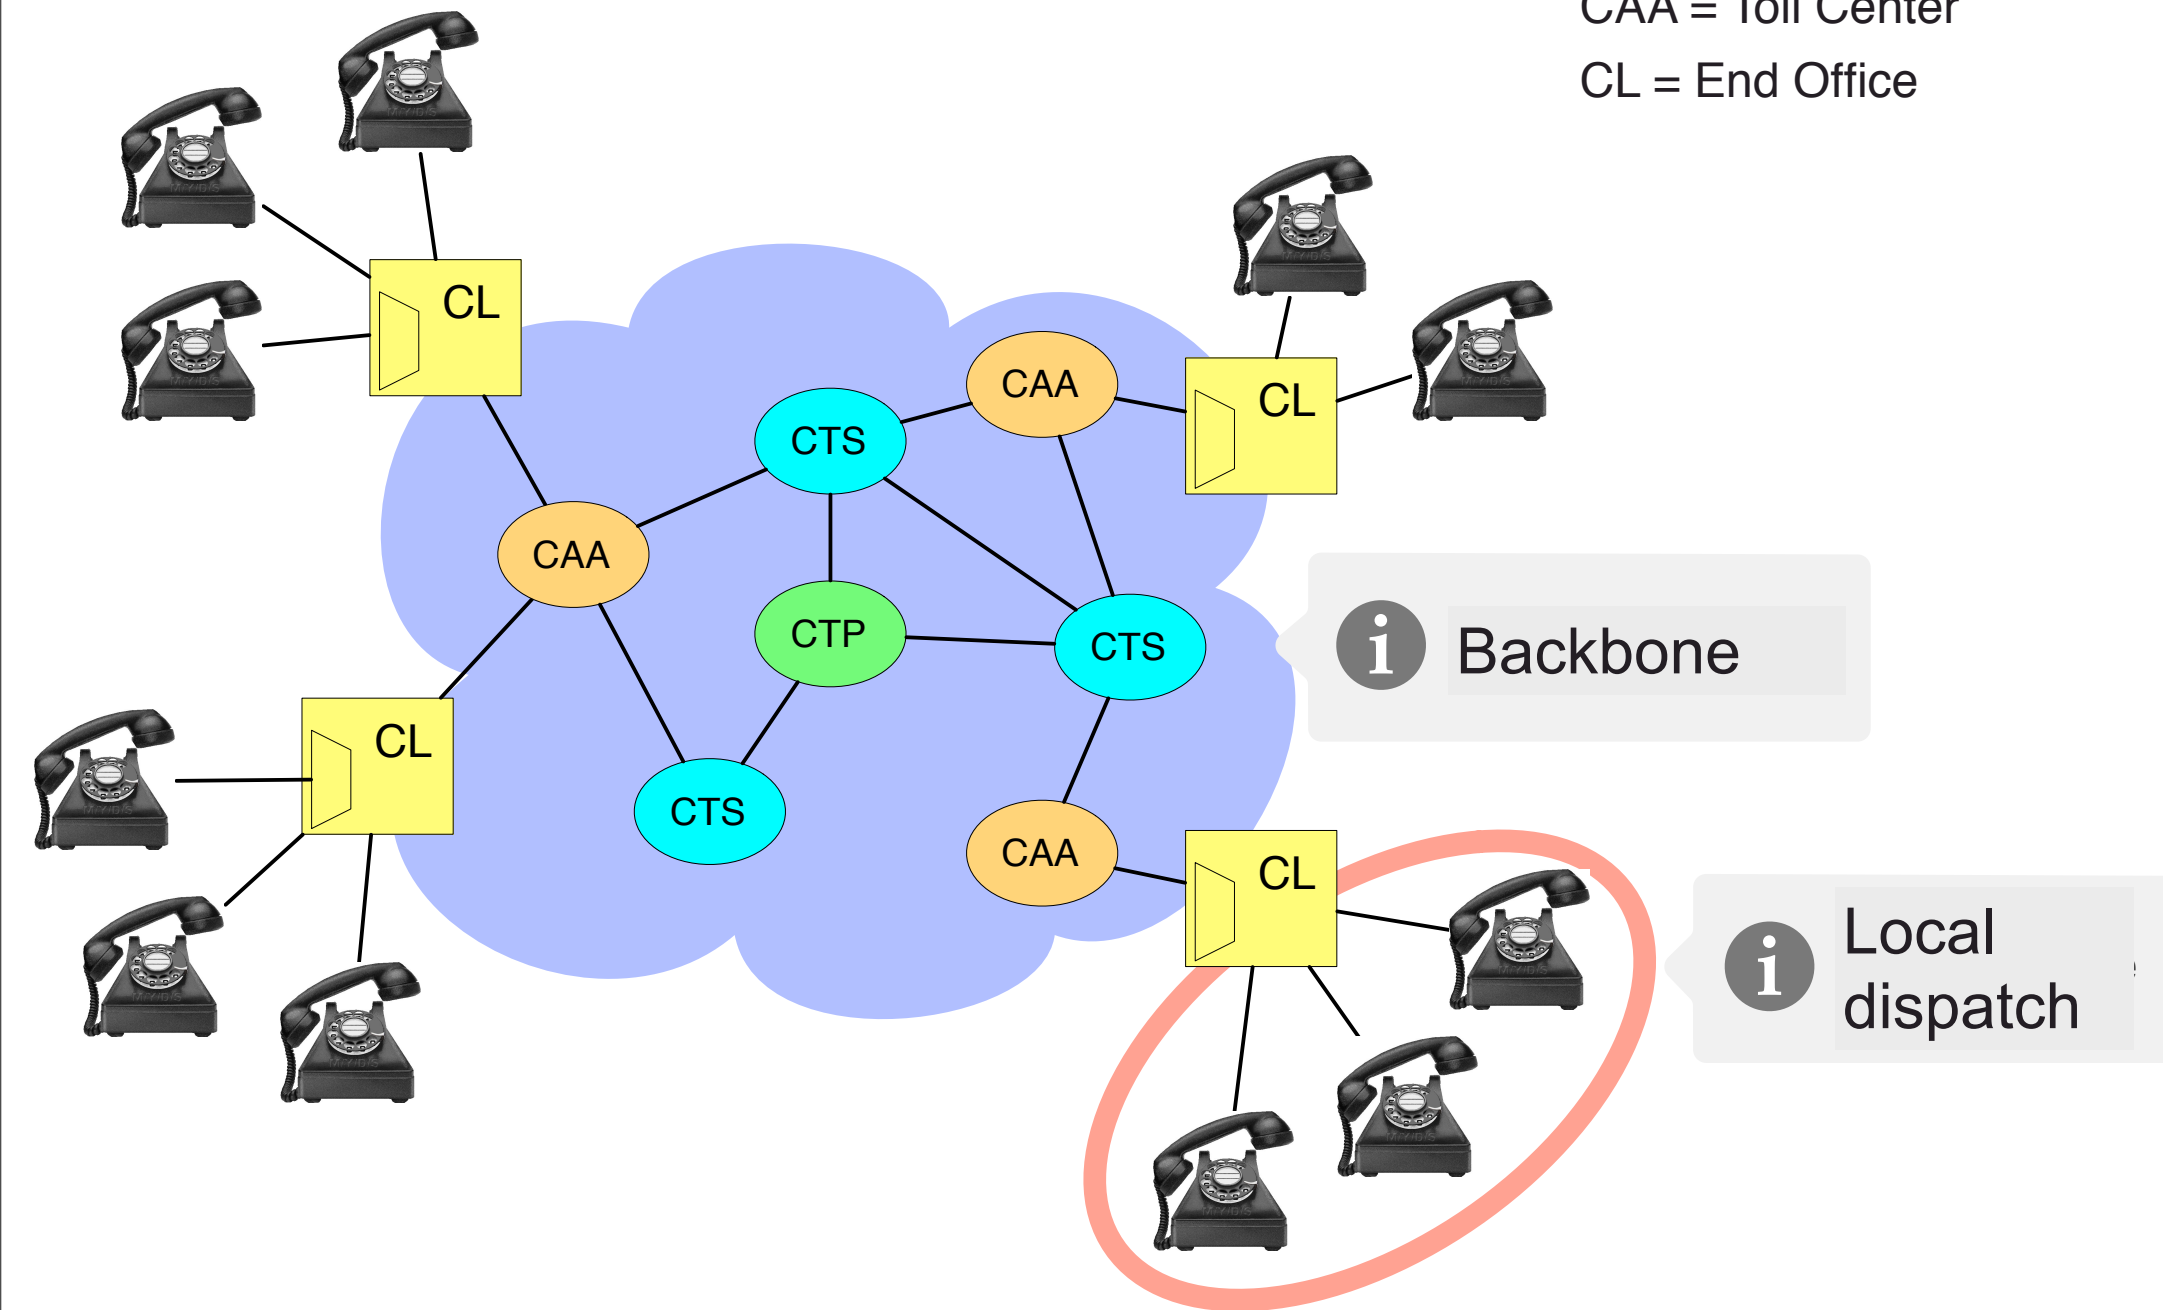 CAA = Toll Center
CL = End Office
CL
CAA
CL
CTS
CAA
CTP
CTS
Backbone
CL
CTS
CAA
CL
Local
dispatch